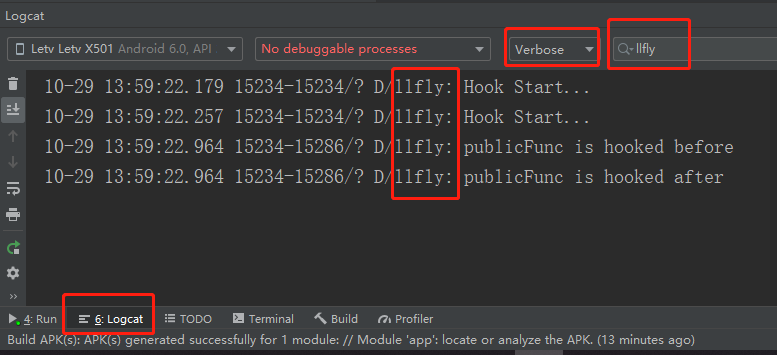 Logcat
Letv Letv X501 Android 6.0, API
No debuggable processes
Verbose
llfly
10-29 13:59:22.179 15234-15234/? D/llfly: Hook Start...
10-29 13:59:22.257 15234-15234/? D/llfly: Hook Start...
10-29 13:59:22.964 15234-15286/? D/llfly: publicFunc is hooked before
10-29 13:59:22.964 15234-15286/? D/llfly: publicFunc is hooked after
4: Run
6: Logcat
TODO
Terminal
Build
Profiler
Build APK(s): APK(s) generated successfully for 1 module: // Module 'app': locate or analyze the APK. (13 minutes ago)